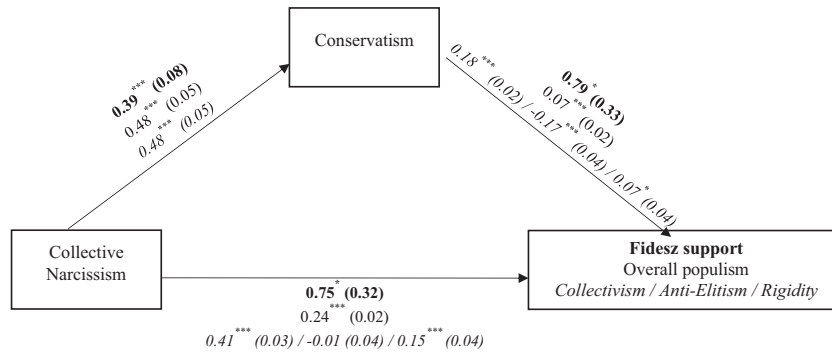 Conservatism
0.39*** (0.08)
0.48*** (0.05)
0.48*** (0.05)
0.79* (0.33)
0.07*** (0.02)
0.18*** (0.02) / -0.17*** (0.04) / 0.07* (0.04)
Collective
Narcissism
Fidesz support
Overall populism
Collectivism / Anti-Elitism / Rigidity
0.75* (0.32)
0.24*** (0.02)
0.41*** (0.03) / -0.01 (0.04) / 0.15*** (0.04)